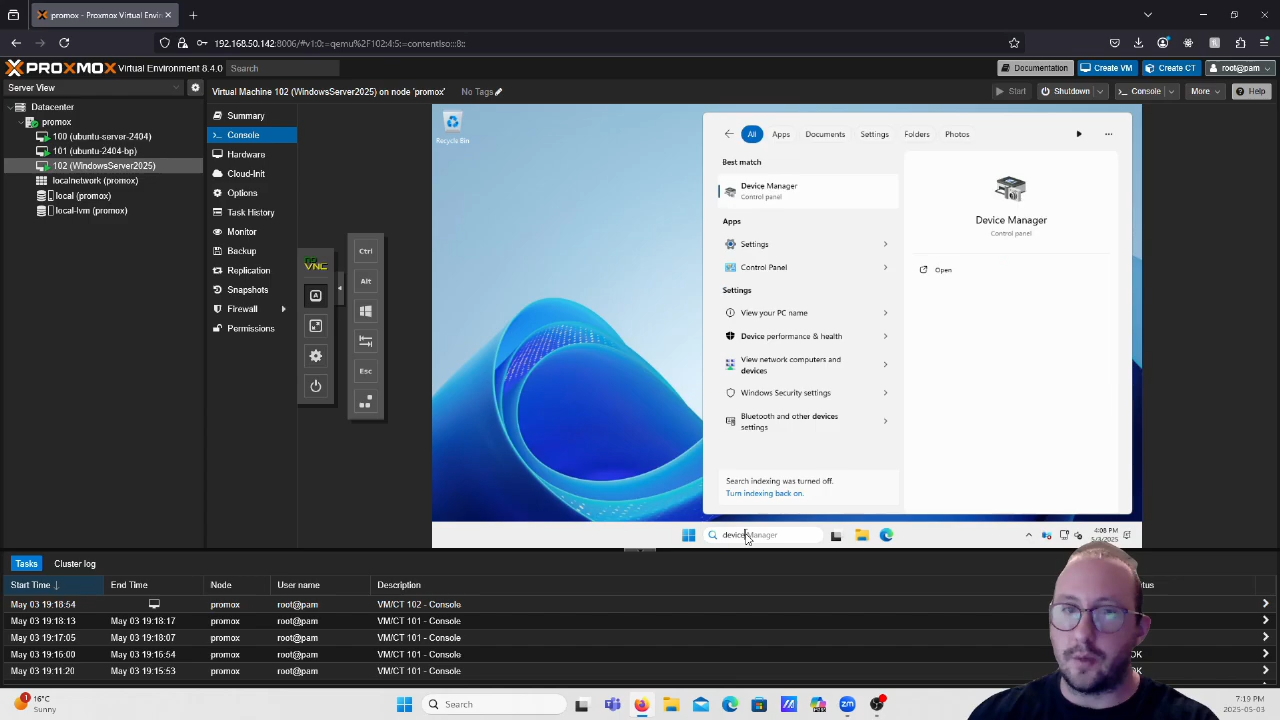 promox - Proxmox Virtual Envir
192.168.50.142:8006/#v1:0:=qemu%2F102:4:5:=contentIso:::8::
PROXMOX Virtual Environment 8.4.0 Search
Documentation Create VM Create CT root@pam
Server View
Virtual Machine 102 (WindowsServer2025) on node 'promox' No Tags
Start Shutdown Console More Help
Datacenter
promox
100 (ubuntu-server-2404)
101 (ubuntu-2404-bp)
102 (WindowsServer2025)
localnetwork (promox)
local (promox)
local-lvm (promox)
Summary
Console
Hardware
Cloud-Init
Options
Task History
Monitor
Backup
Replication
Snapshots
Firewall
Permissions
noVNC
A
Ctrl
Alt
Esc
Recycle Bin
All Apps Documents Settings Folders Photos
Best match
Device Manager
Control panel
Apps
Settings
Control Panel
Settings
View your PC name
Device performance & health
View network computers and
devices
Windows Security settings
Bluetooth and other devices
settings
Search indexing was turned off.
Turn indexing back on.
Device Manager
Control panel
Open
device Manager
4:08 PM
5/3/2025
Tasks Cluster log
Start Time End Time Node User name Description
May 03 19:18:54 promox root@pam VM/CT 102 - Console
May 03 19:18:13 May 03 19:18:17 promox root@pam VM/CT 101 - Console
May 03 19:17:05 May 03 19:18:07 promox root@pam VM/CT 101 - Console
May 03 19:16:00 May 03 19:16:54 promox root@pam VM/CT 101 - Console OK
May 03 19:11:20 May 03 19:15:53 promox root@pam VM/CT 101 - Console
1
16°C
Sunny
Search
7:19 PM
2025-05-03